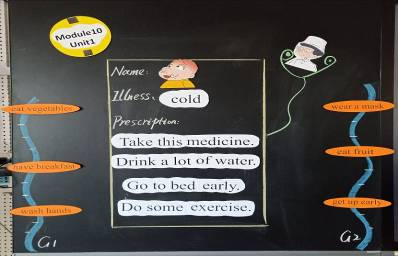 Module10
Unit1
Name:
Illness: cold
Prescription:
Take this medicine.
Drink a lot of water.
Go to bed early.
Do some exercise.
eat vegetables
have breakfast
wash hands
G1
wear a mask
eat fruit
get up early
G2